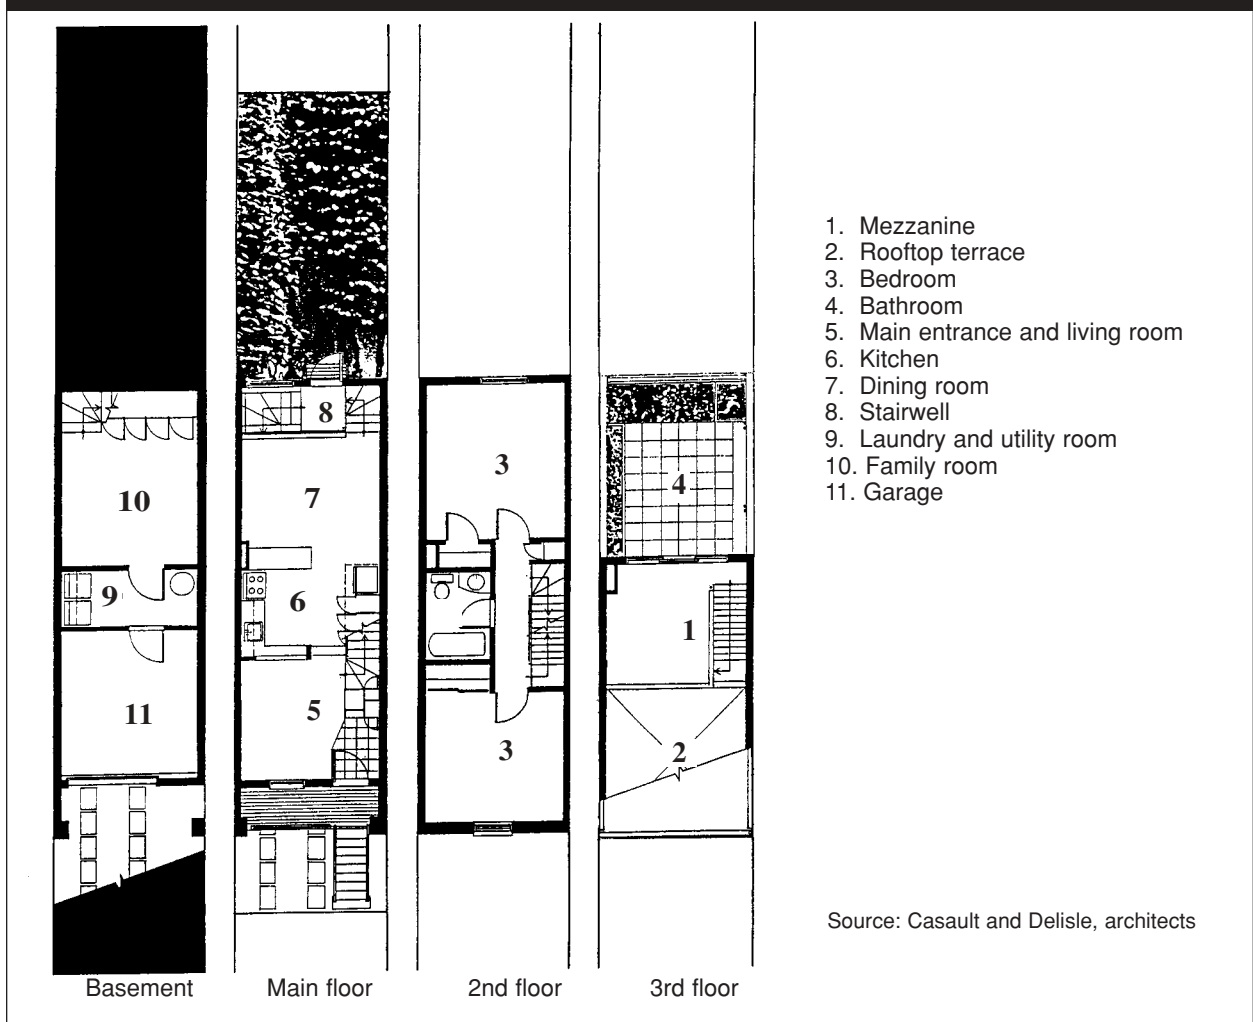 10
9
11
8
7
6
5
3
3
4
1
2
1. Mezzanine
2. Rooftop terrace
3. Bedroom
4. Bathroom
5. Main entrance and living room
6. Kitchen
7. Dining room
8. Stairwell
9. Laundry and utility room
10. Family room
11. Garage
Source: Casault and Delisle, architects
Basement
Main floor
2nd floor
3rd floor